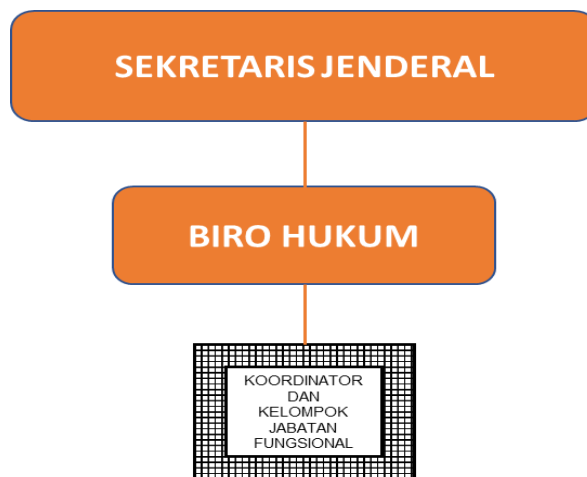 SEKRETARIS JENDERAL
BIRO HUKUM
KOORDINATOR
DAN
KELOMPOK
JABATAN
FUNGSIONAL